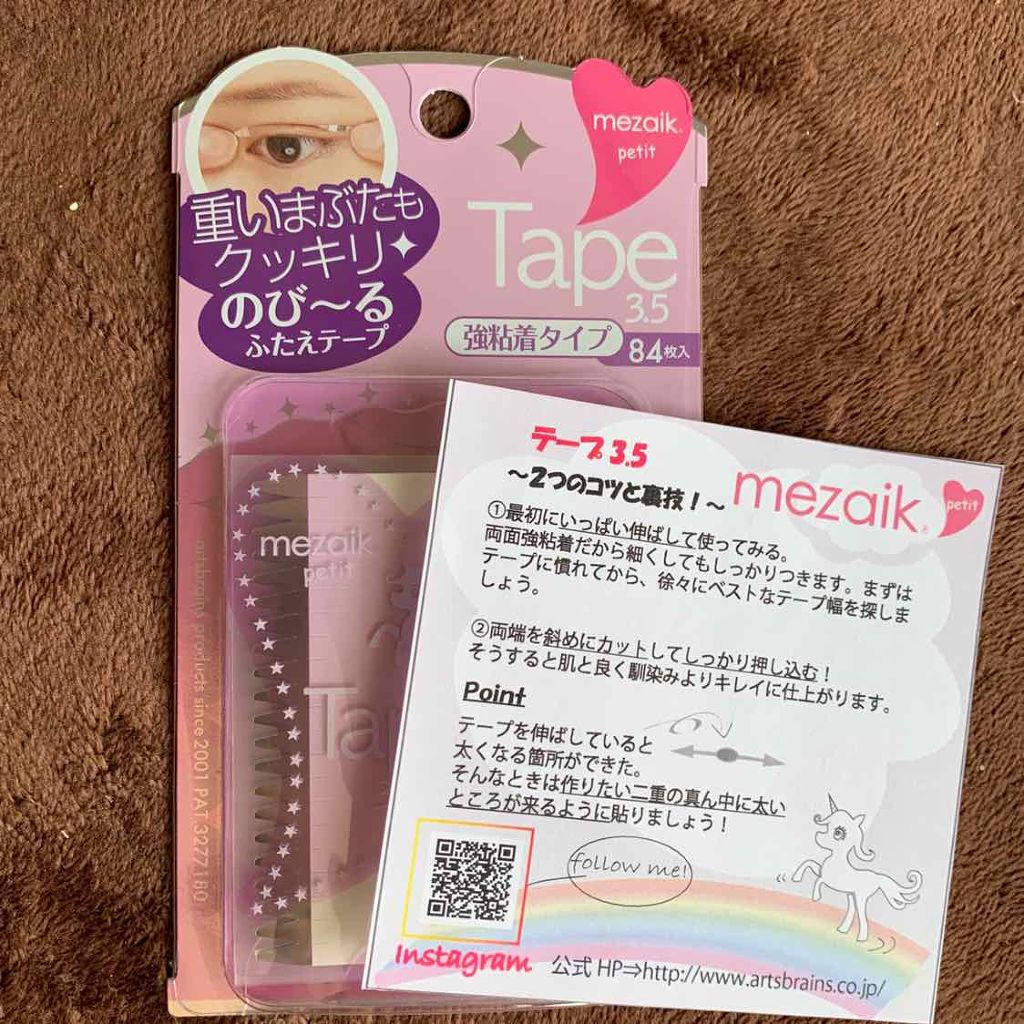 mezaik
petit
重いまぶたも
クッキリ
のび〜る
ふたえテープ
Tape
3.5
強粘着タイプ
84枚入
mezaik
petit
Ta
artsbrains products since 2001 PAT.3277180
テープ3.5
〜2つのコツと裏技！〜
mezaik®
petit
①最初にいっぱい伸ばして使ってみる。
両面強粘着だから細くしてもしっかりつきます。まずは
テープに慣れてから、徐々にベストなテープ幅を探しま
しょう。
②両端を斜めにカットしてしっかり押し込む！
そうすると肌と良く馴染みよりキレイに仕上がります。
Point
テープを伸ばしていると
太くなる箇所ができた。
そんなときは作りたい二重の真ん中に太い
ところが来るように貼りましょう！
follow me!
Instagram
公式HP⇒http://www.artsbrains.co.jp/